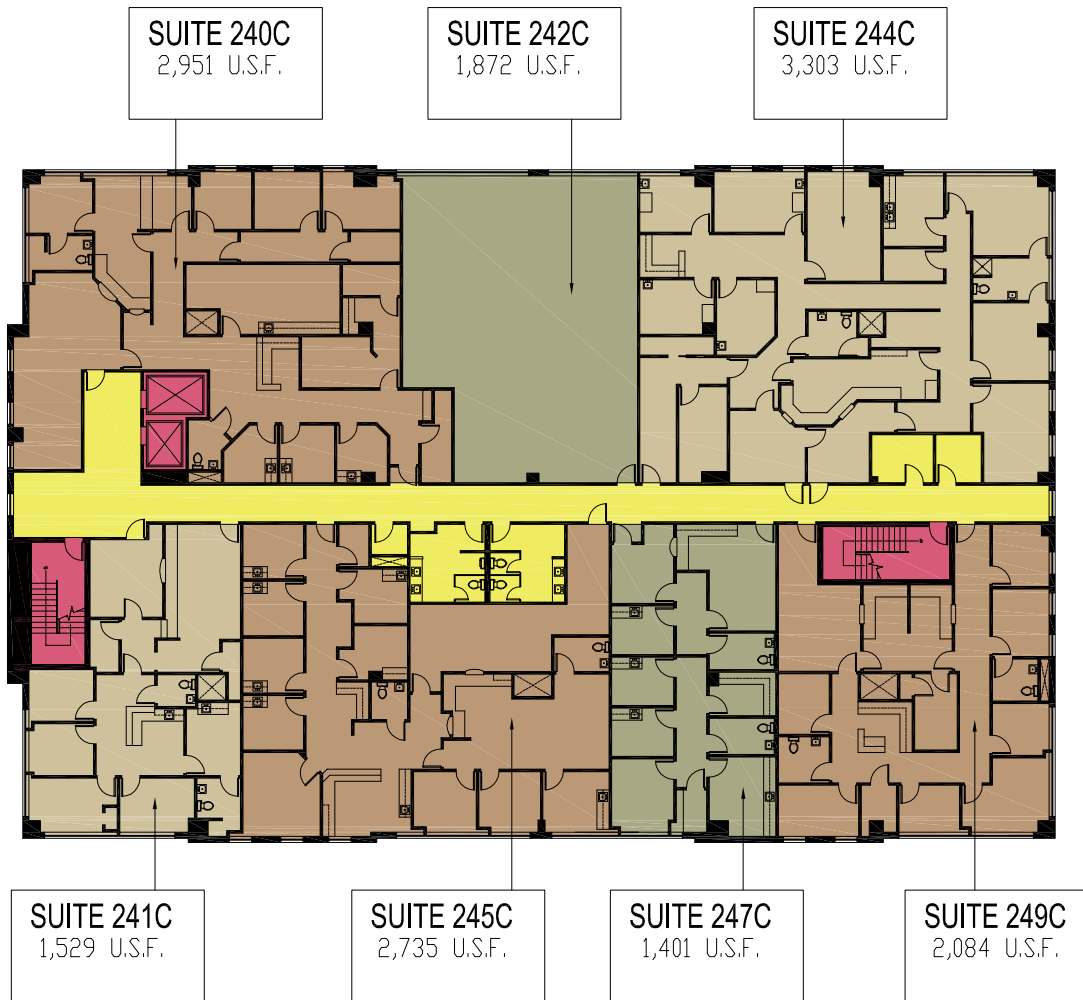 SUITE 240C
2,951 U.S.F.
SUITE 242C
1,872 U.S.F.
SUITE 244C
3,303 U.S.F.
SUITE 241C
1,529 U.S.F.
SUITE 245C
2,735 U.S.F.
SUITE 247C
1,401 U.S.F.
SUITE 249C
2,084 U.S.F.